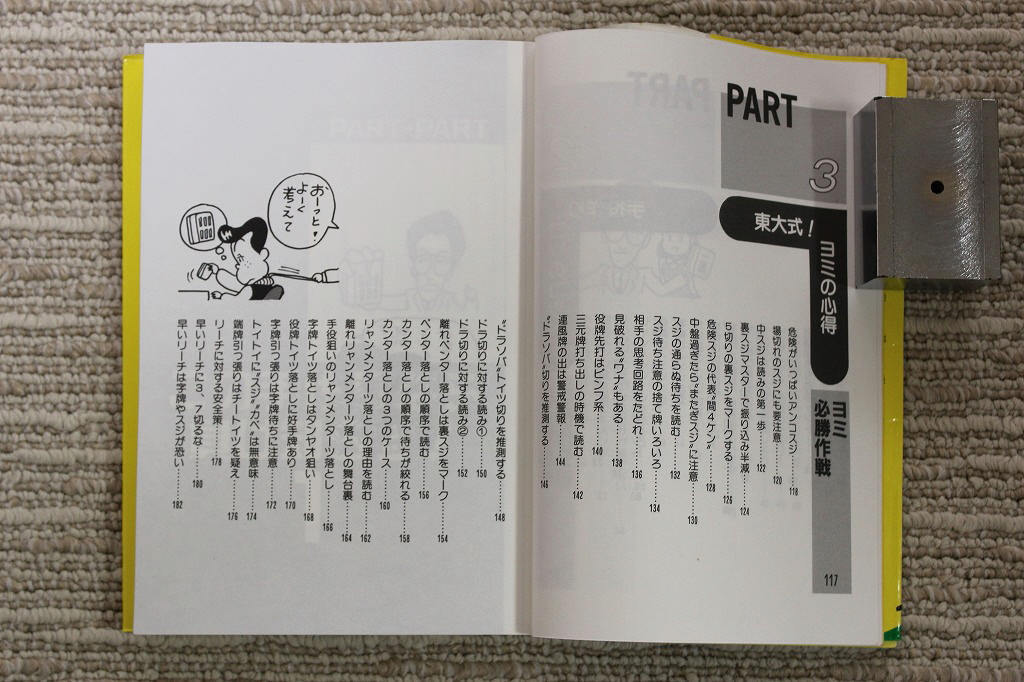 PART
3
東大式！
ヨミの心得
ヨミ
必勝作戦
117
危険がいっぱいアンコスジ……118
場切れのスジにも要注意……120
中スジは読みの第一歩……122
裏スジマスターで振り込み半減……124
5切りの裏スジをマークする……126
危険スジの代表〝間4ケン〟……128
中盤過ぎたら〝またぎスジ〟に注意……130
スジの通らぬ待ちを読む……132
スジ待ち注意の捨て牌いろいろ……134
相手の思考回路をたどれ……136
見破れる〝ワナ〟もある……138
役牌先打はピンフ系……140
三元牌打ち出しの時機で読む……142
連風牌の出は警戒警報……144
〝ドラソバ〟切りを推測する……146
〝ドラソバ〟トイツ切りを推測する……148
ドラ切りに対する読み①……150
ドラ切りに対する読み②……152
離れペンター落としは裏スジをマーク……154
ペンター落としの順序で読む……156
カンター落としの順序で待ちが絞れる……158
カンター落としの3つのケース……160
リャンメンターツ落としの理由を読む……162
離れリャンメンターツ落としの舞台裏……164
手役狙いのリャンメンターツ落とし……166
字牌トイツ落としはタンヤオ狙い……168
役牌トイツ落としに好手牌あり……170
字牌引っ張りは字牌待ちに注意……172
トイトイに〝スジ〟〝カベ〟は無意味……174
端牌引っ張りはチートイツを疑え……176
リーチに対する安全策……178
早いリーチに3、7切るな……180
早いリーチは字牌やスジが恐い……182
おーっと！
よーく
考えて